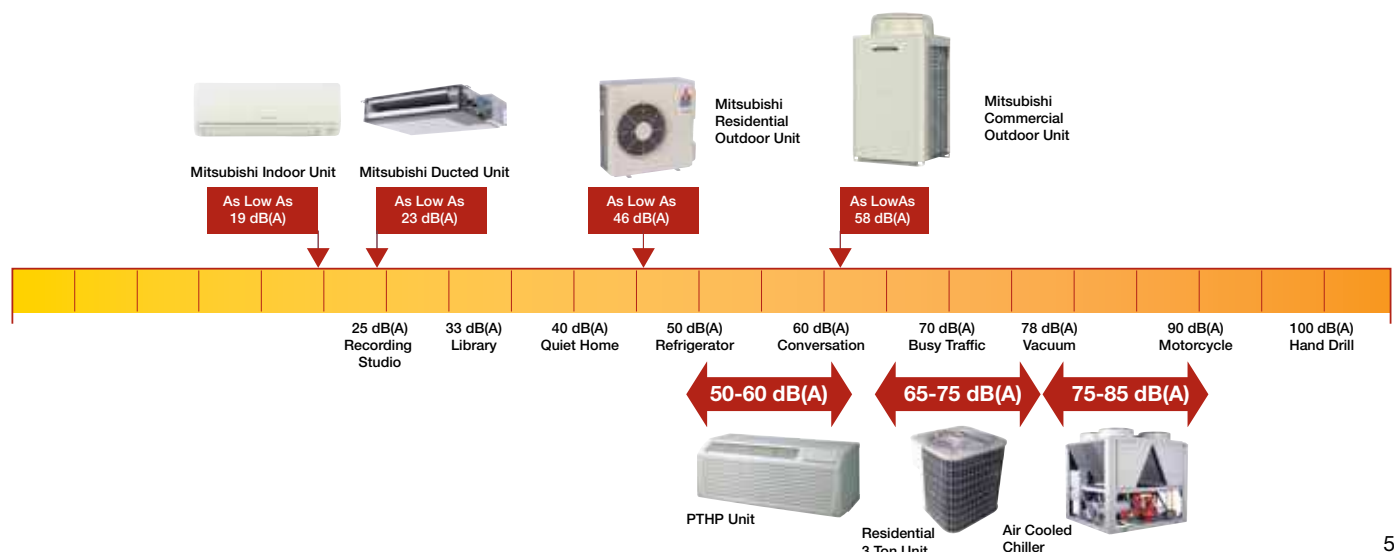 Mitsubishi Indoor Unit
As Low As
19 dB(A)
Mitsubishi Ducted Unit
As Low As
23 dB(A)
Mitsubishi
Residential
Outdoor Unit
As Low As
46 dB(A)
Mitsubishi
Commercial
Outdoor Unit
As LowAs
58 dB(A)
25 dB(A)
Recording
Studio
33 dB(A)
Library
40 dB(A)
Quiet Home
50 dB(A)
Refrigerator
60 dB(A)
Conversation
70 dB(A)
Busy Traffic
78 dB(A)
Vacuum
90 dB(A)
Motorcycle
100 dB(A)
Hand Drill
50-60 dB(A)
65-75 dB(A)
75-85 dB(A)
PTHP Unit
Residential
3 Ton Unit
Air Cooled
Chiller
5